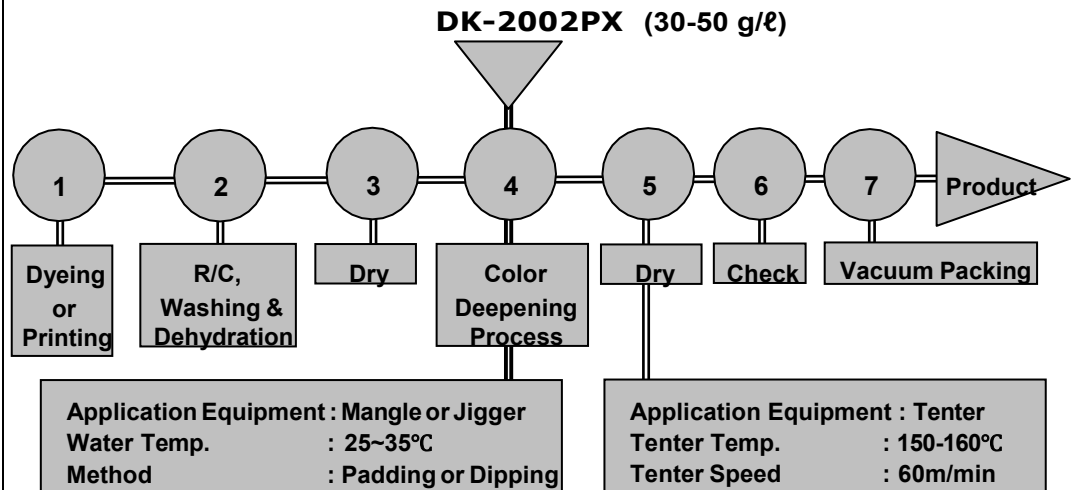 DK-2002PX (30-50 g/ℓ)
1
2
3
4
5
6
7
Product
Dyeing
or
Printing
R/C,
Washing &
Dehydration
Dry
Color
Deepening
Process
Dry
Check
Vacuum Packing
Application Equipment : Mangle or Jigger
Water Temp. : 25~35℃
Method : Padding or Dipping
Application Equipment : Tenter
Tenter Temp. : 150-160℃
Tenter Speed : 60m/min